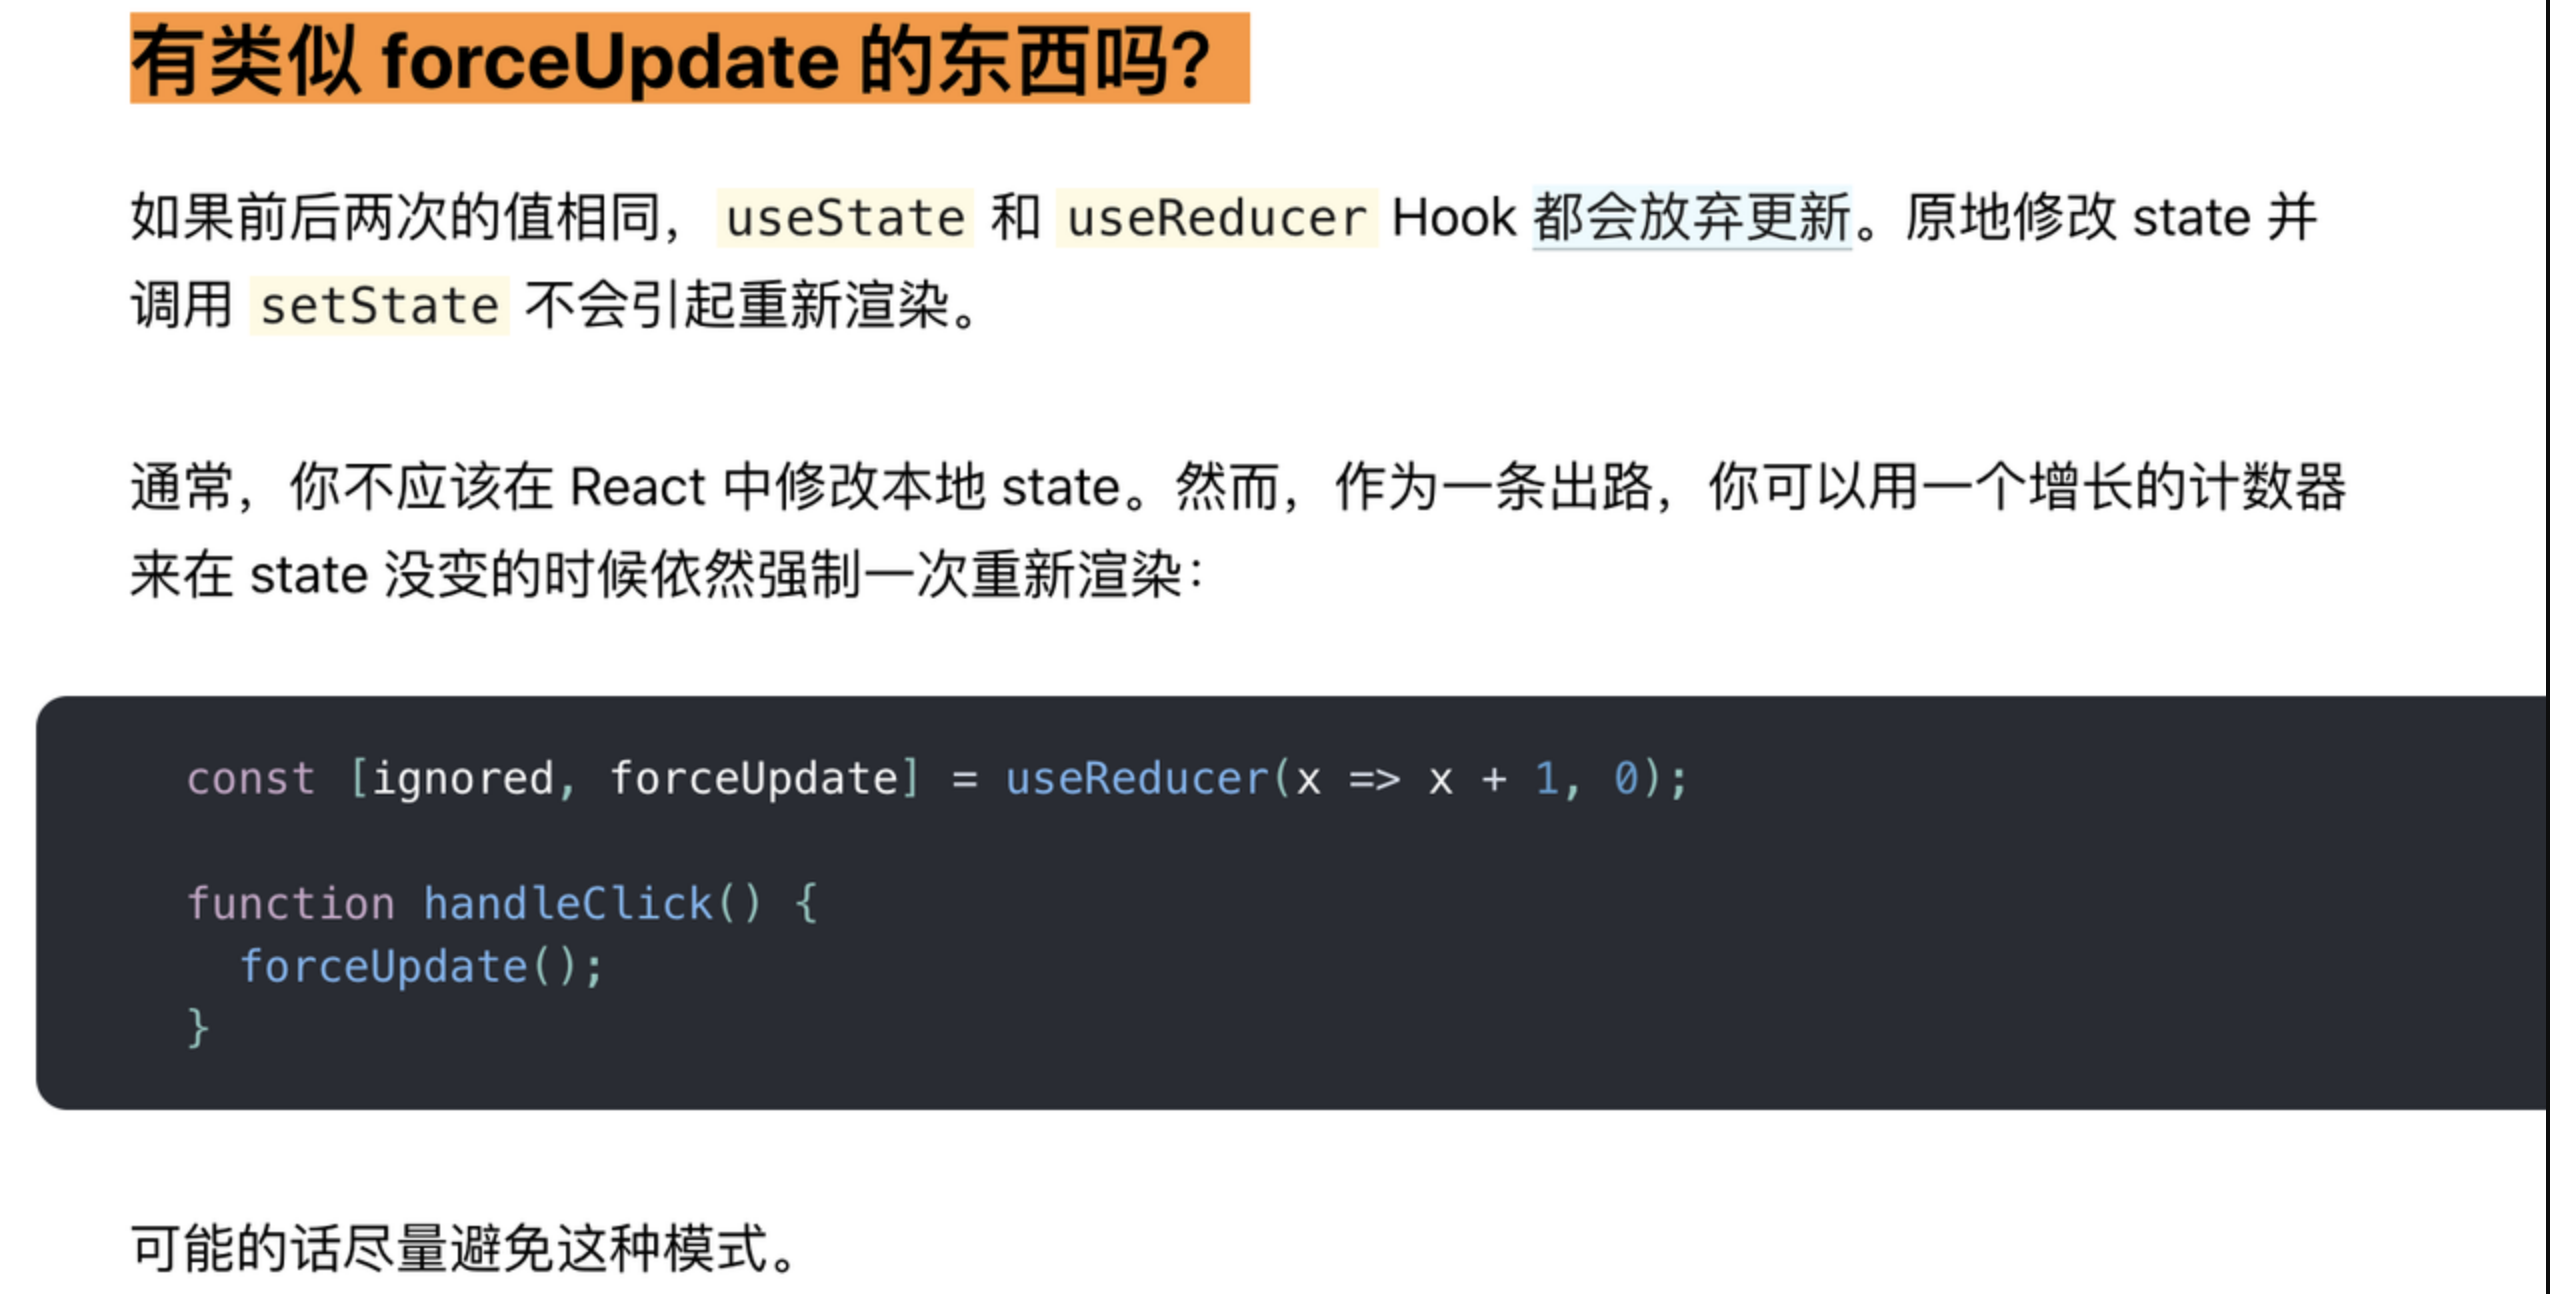 有类似 forceUpdate 的东西吗？
如果前后两次的值相同，useState 和 useReducer Hook 都会放弃更新。原地修改 state 并
调用 setState 不会引起重新渲染。
通常，你不应该在 React 中修改本地 state。然而，作为一条出路，你可以用一个增长的计数器
来在 state 没变的时候依然强制一次重新渲染：
const [ignored, forceUpdate] = useReducer(x => x + 1, 0);
function handleClick() {
  forceUpdate();
}
可能的话尽量避免这种模式。